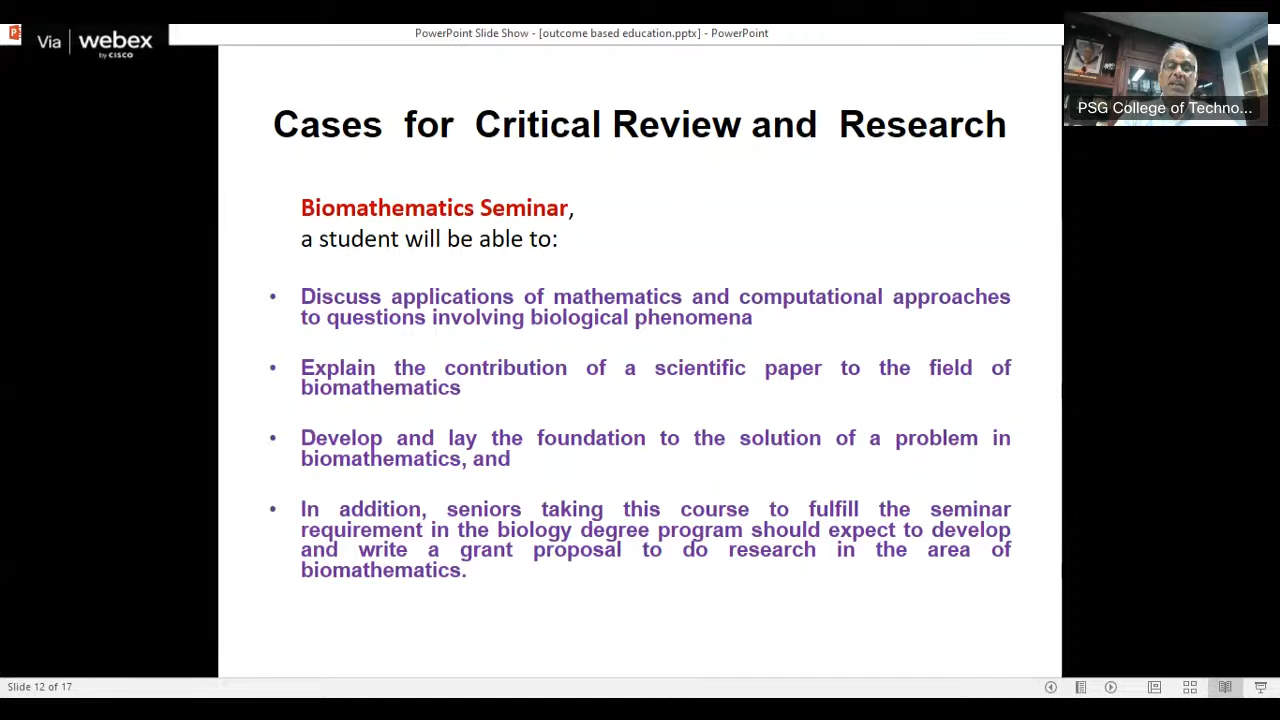 Via webex
by CISCO
PowerPoint Slide Show - [outcome based education.pptx] - PowerPoint
PSG College of Techno...
Cases for Critical Review and Research
Biomathematics Seminar,
a student will be able to:
• Discuss applications of mathematics and computational approaches
to questions involving biological phenomena
• Explain the contribution of a scientific paper to the field of
biomathematics
• Develop and lay the foundation to the solution of a problem in
biomathematics, and
• In addition, seniors taking this course to fulfill the seminar
requirement in the biology degree program should expect to develop
and write a grant proposal to do research in the area of
biomathematics.
Slide 12 of 17